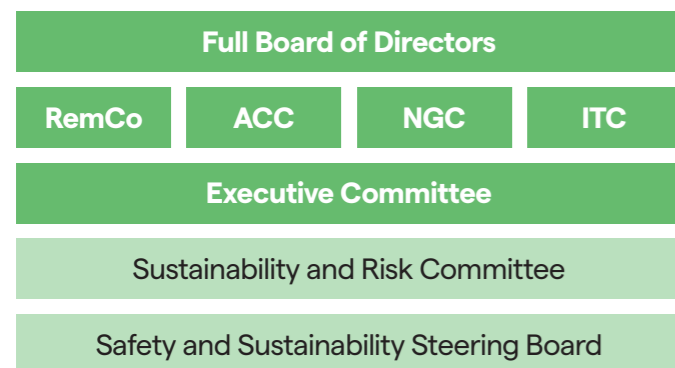 Full Board of Directors
RemCo ACC NGC ITC
Executive Committee
Sustainability and Risk Committee
Safety and Sustainability Steering Board